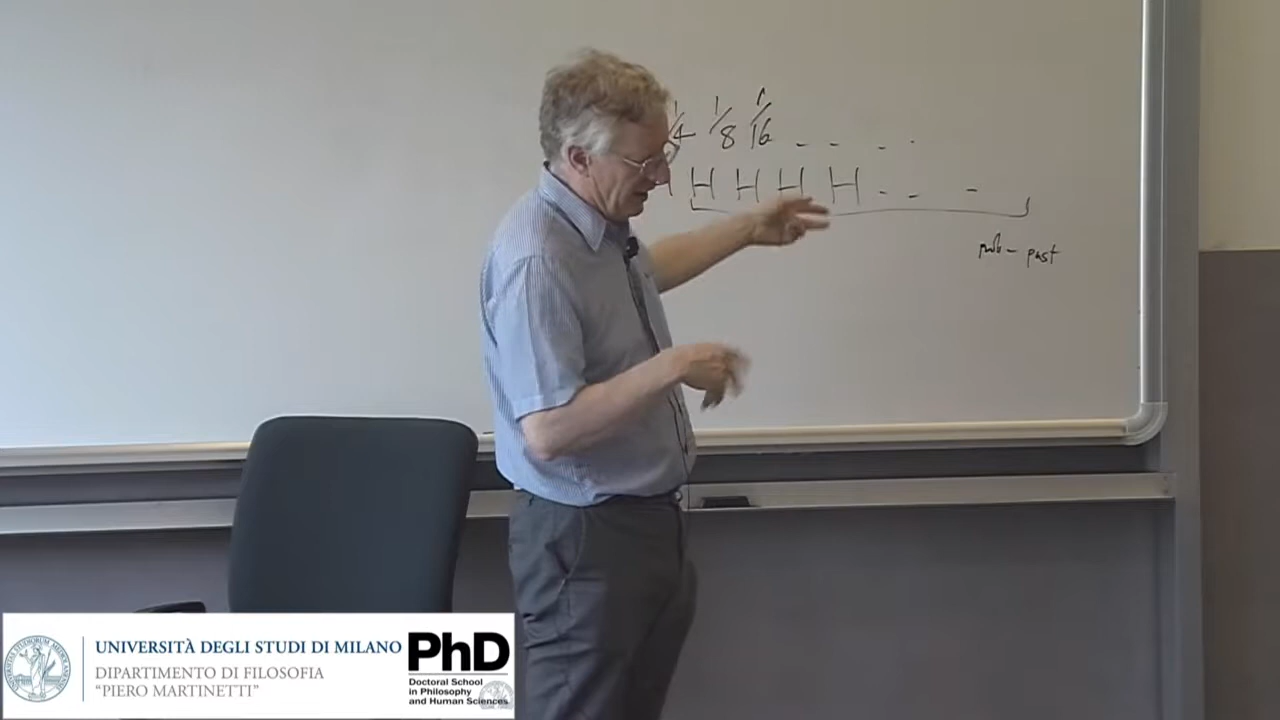 1/4 1/8 1/16 _ _ _ .
H H H H _ _ _
past
UNIVERSITÀ DEGLI STUDI DI MILANO
DIPARTIMENTO DI FILOSOFIA
"PIERO MARTINETTI"
PhD
Doctoral School
in Philosophy
and Human Sciences